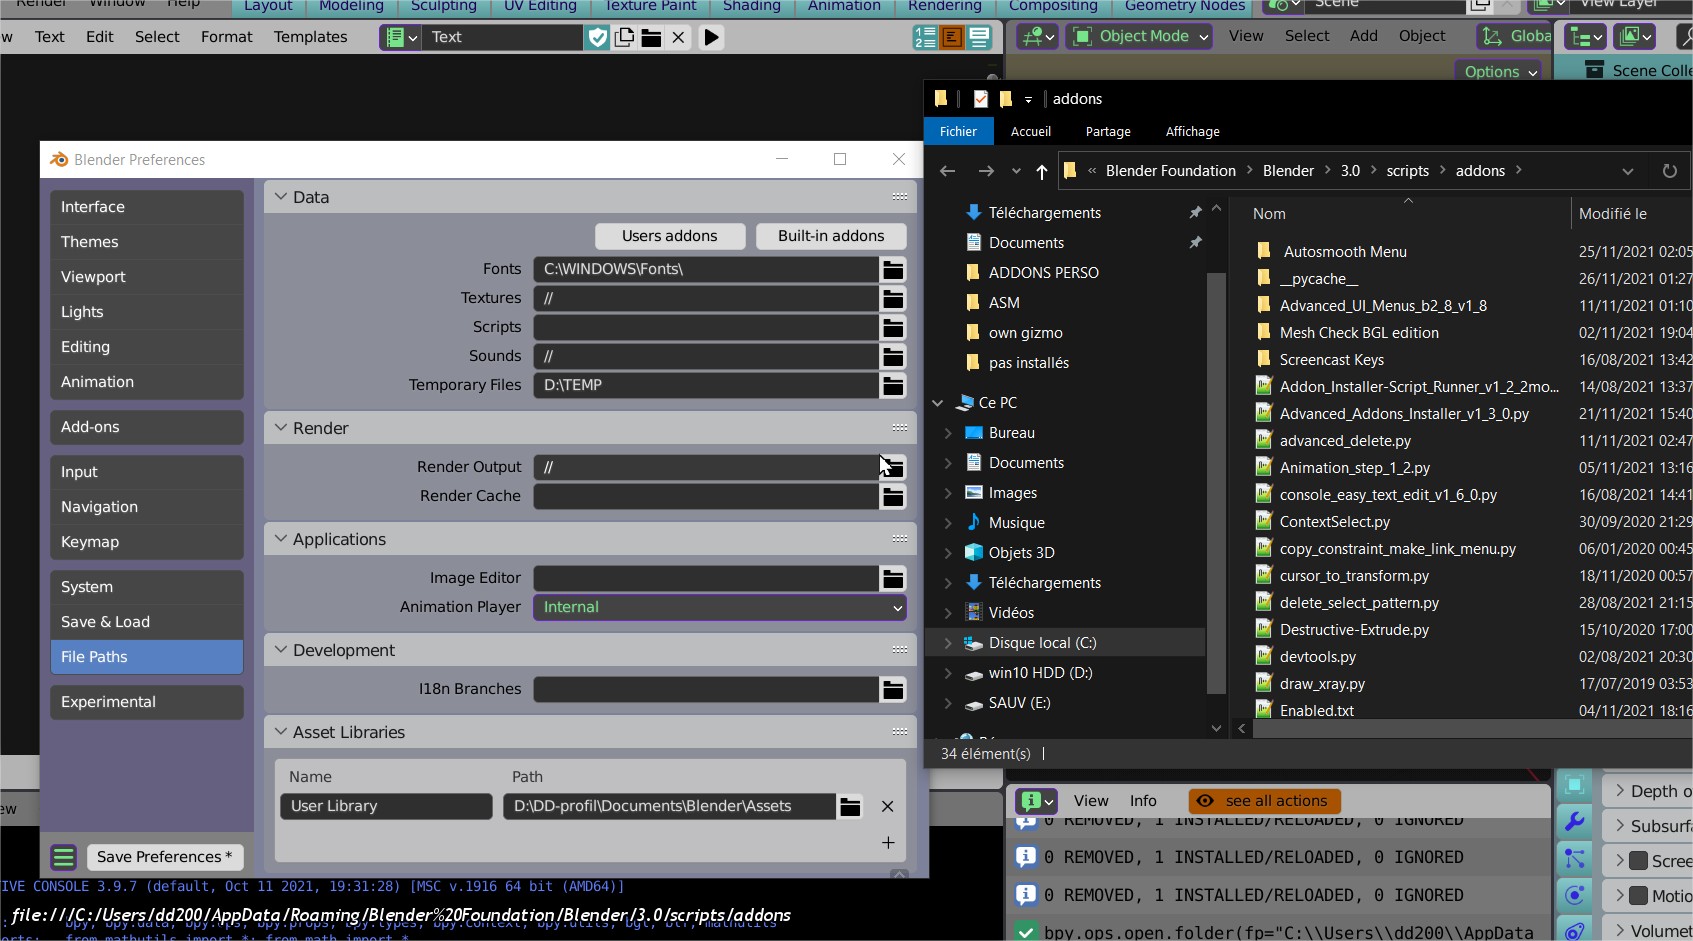 Render Window Help Layout Modeling Sculpting UV Editing Texture Paint Shading Animation Rendering Compositing Geometry Nodes Scene View Layer
Text Edit Select Format Templates Text Object Mode View Select Add Object
Options Scene
addons
Fichier Accueil Partage Affichage
« Blender Foundation > Blender > 3.0 > scripts > addons >
Blender Preferences
Interface
Themes
Viewport
Lights
Editing
Animation
Add-ons
Input
Navigation
Keymap
System
Save & Load
File Paths
Experimental
Save Preferences *
Data
Users addons Built-in addons
Fonts C:\WINDOWS\Fonts\
Textures //
Scripts
Sounds //
Temporary Files D:\TEMP
Render
Render Output //
Render Cache
Applications
Image Editor
Animation Player Internal
Development
I18n Branches
Asset Libraries
Name Path
User Library D:\DD-profil\Documents\Blender\Assets
Téléchargements
Documents
ADDONS PERSO
ASM
own gizmo
pas installés
Ce PC
Bureau
Documents
Images
Musique
Objets 3D
Téléchargements
Vidéos
Disque local (C:)
win10 HDD (D:)
SAUV (E:)
34 élément(s)
Nom Modifié le
Autosmooth Menu 25/11/2021 02:05
__pycache__ 26/11/2021 01:27
Advanced_UI_Menus_b2_8_v1_8 11/11/2021 01:10
Mesh Check BGL edition 02/11/2021 19:04
Screencast Keys 16/08/2021 13:42
Addon_Installer-Script_Runner_v1_2_2mo... 14/08/2021 13:37
Advanced_Addons_Installer_v1_3_0.py 21/11/2021 15:40
advanced_delete.py 11/11/2021 02:47
Animation_step_1_2.py 05/11/2021 13:16
console_easy_text_edit_v1_6_0.py 16/08/2021 14:41
ContextSelect.py 30/09/2020 21:29
copy_constraint_make_link_menu.py 06/01/2020 00:45
cursor_to_transform.py 18/11/2020 00:57
delete_select_pattern.py 28/08/2021 21:15
Destructive-Extrude.py 15/10/2020 17:00
devtools.py 02/08/2021 20:30
draw_xray.py 17/07/2019 03:53
Enabled.txt 04/11/2021 18:16
View Info see all actions
0 REMOVED, 1 INSTALLED/RELOADED, 0 IGNORED
0 REMOVED, 1 INSTALLED/RELOADED, 0 IGNORED
0 REMOVED, 1 INSTALLED/RELOADED, 0 IGNORED
bpy.ops.open.folder(fp="C:\\Users\\dd200\\AppData
Depth
IVE CONSOLE 3.9.7 (default, Oct 11 2021, 19:31:28) [MSC v.1916 64 bit (AMD64)]
file:///C:/Users/dd200/AppData/Roaming/Blender%20Foundation/Blender/3.0/scripts/addons
from mathutils import *; from math import *